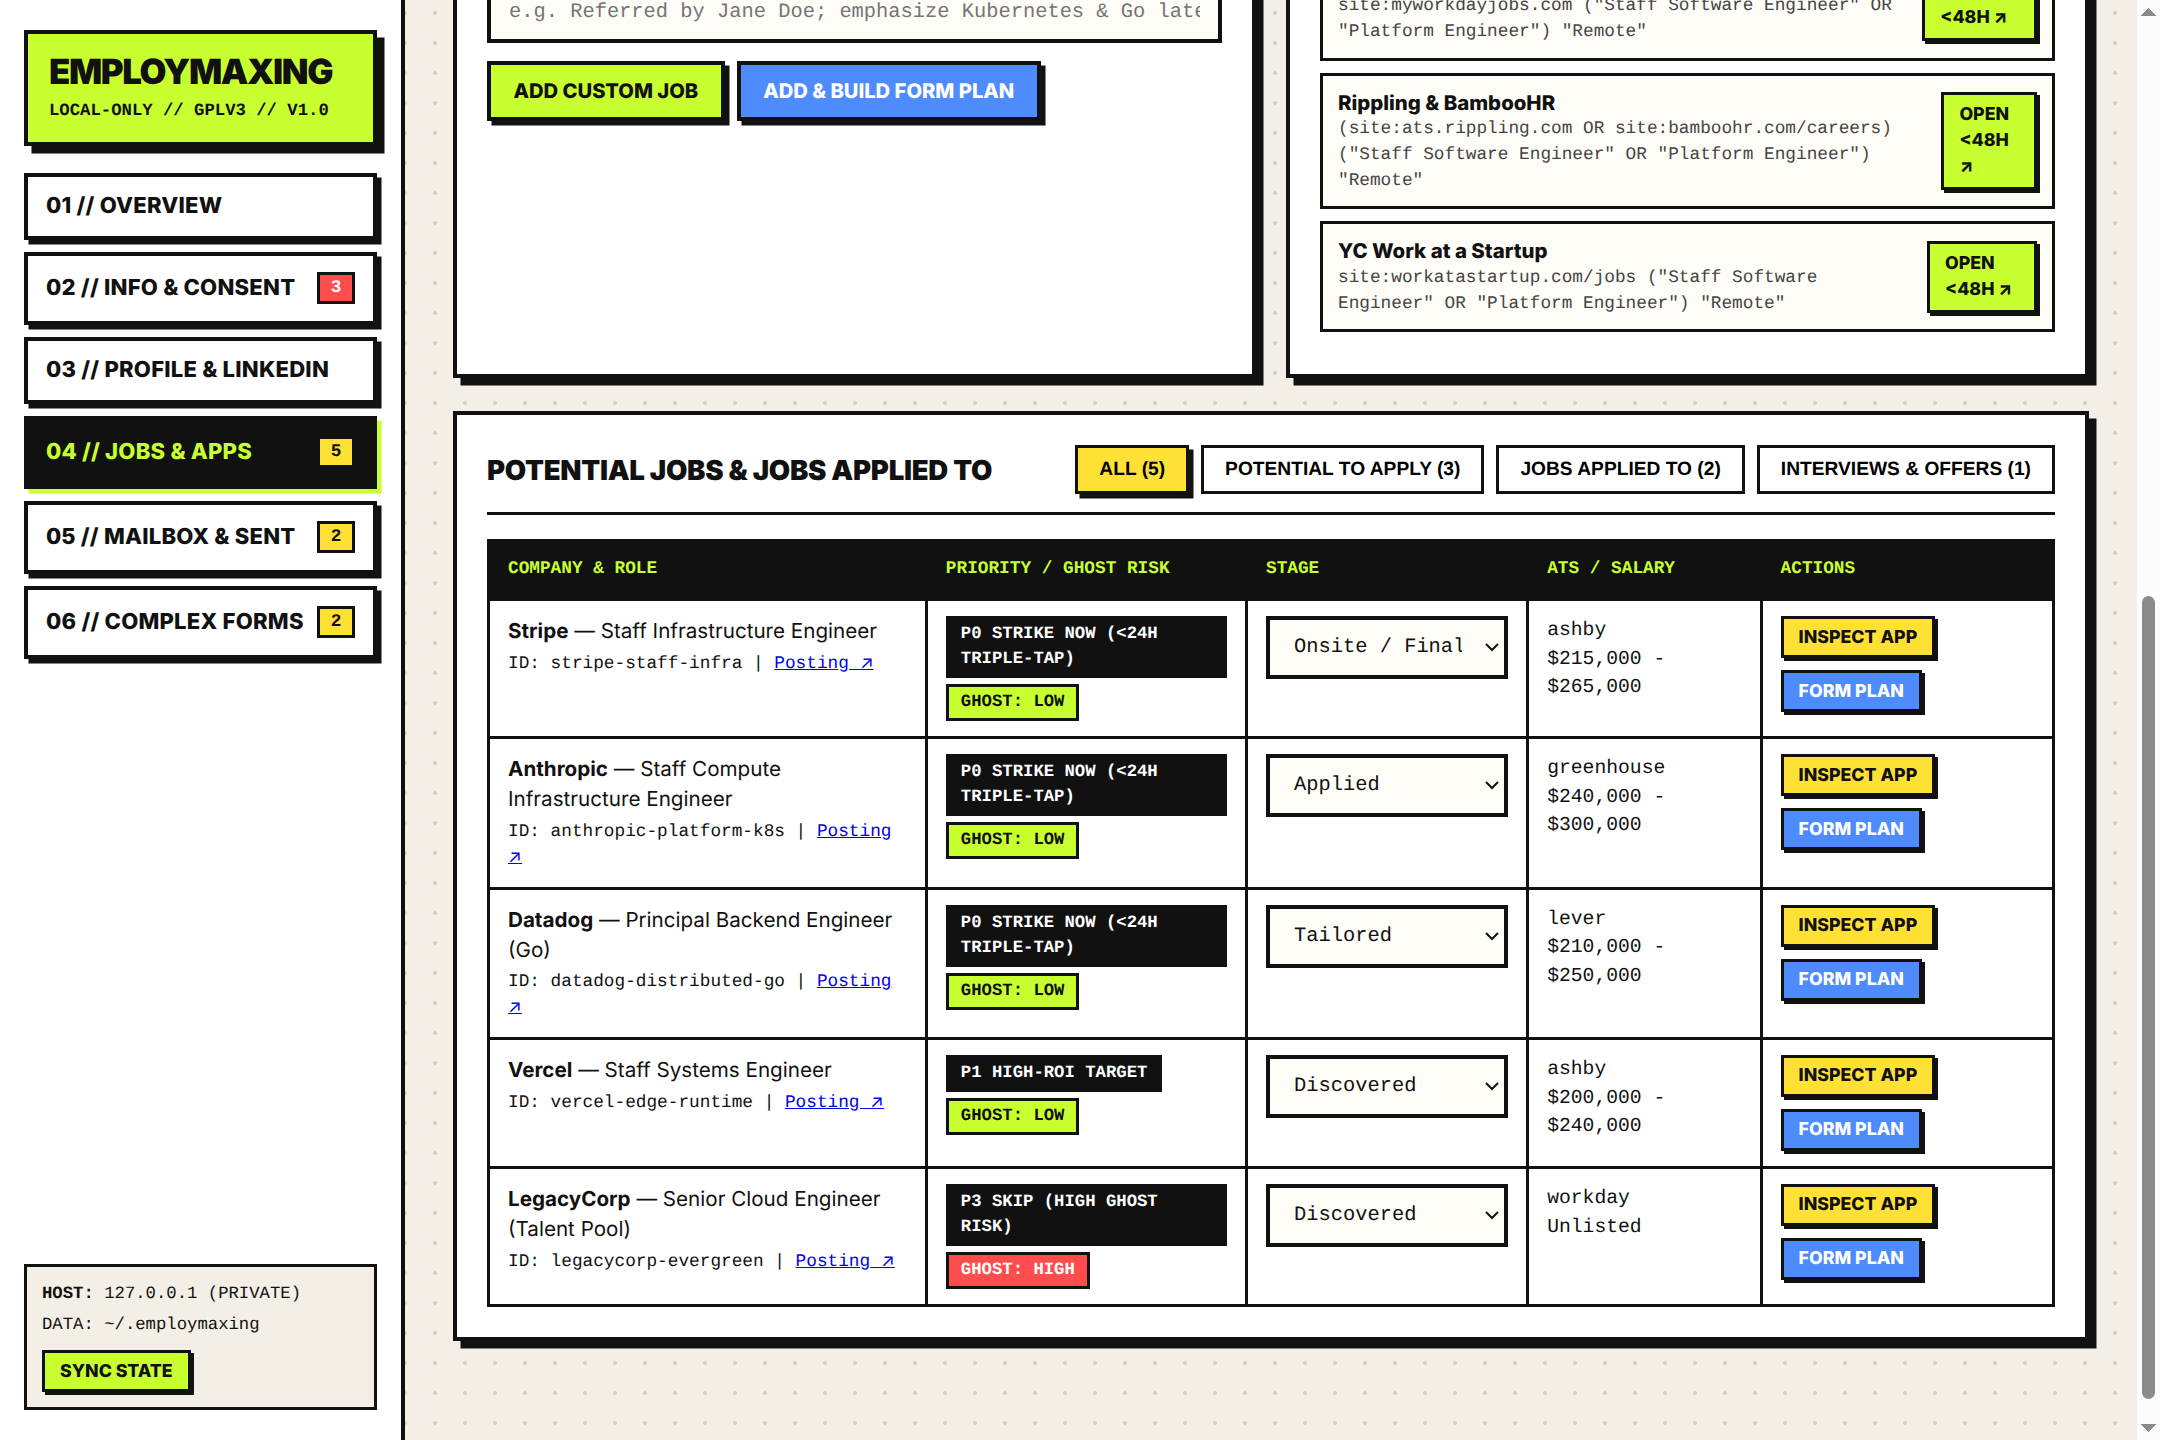 EMPLOYMAXING
LOCAL-ONLY // GPLV3 // V1.0
01 // OVERVIEW
02 // INFO & CONSENT 3
03 // PROFILE & LINKEDIN
04 // JOBS & APPS 5
05 // MAILBOX & SENT 2
06 // COMPLEX FORMS 2
HOST: 127.0.0.1 (PRIVATE)
DATA: ~/.employmaxing
SYNC STATE
e.g. Referred by Jane Doe; emphasize Kubernetes & Go late
ADD CUSTOM JOB
ADD & BUILD FORM PLAN
site:myworkdayjobs.com ("Staff Software Engineer" OR
"Platform Engineer") "Remote"
<48H ↗
Rippling & BambooHR
(site:ats.rippling.com OR site:bamboohr.com/careers)
("Staff Software Engineer" OR "Platform Engineer")
"Remote"
OPEN
<48H
↗
YC Work at a Startup
site:workatastartup.com/jobs ("Staff Software
Engineer" OR "Platform Engineer") "Remote"
OPEN
<48H ↗
POTENTIAL JOBS & JOBS APPLIED TO
ALL (5)
POTENTIAL TO APPLY (3)
JOBS APPLIED TO (2)
INTERVIEWS & OFFERS (1)
COMPANY & ROLE
PRIORITY / GHOST RISK
STAGE
ATS / SALARY
ACTIONS
Stripe — Staff Infrastructure Engineer
ID: stripe-staff-infra | Posting ↗
P0 STRIKE NOW (<24H
TRIPLE-TAP)
GHOST: LOW
Onsite / Final
ashby
$215,000 -
$265,000
INSPECT APP
FORM PLAN
Anthropic — Staff Compute
Infrastructure Engineer
ID: anthropic-platform-k8s | Posting
↗
P0 STRIKE NOW (<24H
TRIPLE-TAP)
GHOST: LOW
Applied
greenhouse
$240,000 -
$300,000
INSPECT APP
FORM PLAN
Datadog — Principal Backend Engineer
(Go)
ID: datadog-distributed-go | Posting
↗
P0 STRIKE NOW (<24H
TRIPLE-TAP)
GHOST: LOW
Tailored
lever
$210,000 -
$250,000
INSPECT APP
FORM PLAN
Vercel — Staff Systems Engineer
ID: vercel-edge-runtime | Posting ↗
P1 HIGH-ROI TARGET
GHOST: LOW
Discovered
ashby
$200,000 -
$240,000
INSPECT APP
FORM PLAN
LegacyCorp — Senior Cloud Engineer
(Talent Pool)
ID: legacycorp-evergreen | Posting ↗
P3 SKIP (HIGH GHOST
RISK)
GHOST: HIGH
Discovered
workday
Unlisted
INSPECT APP
FORM PLAN